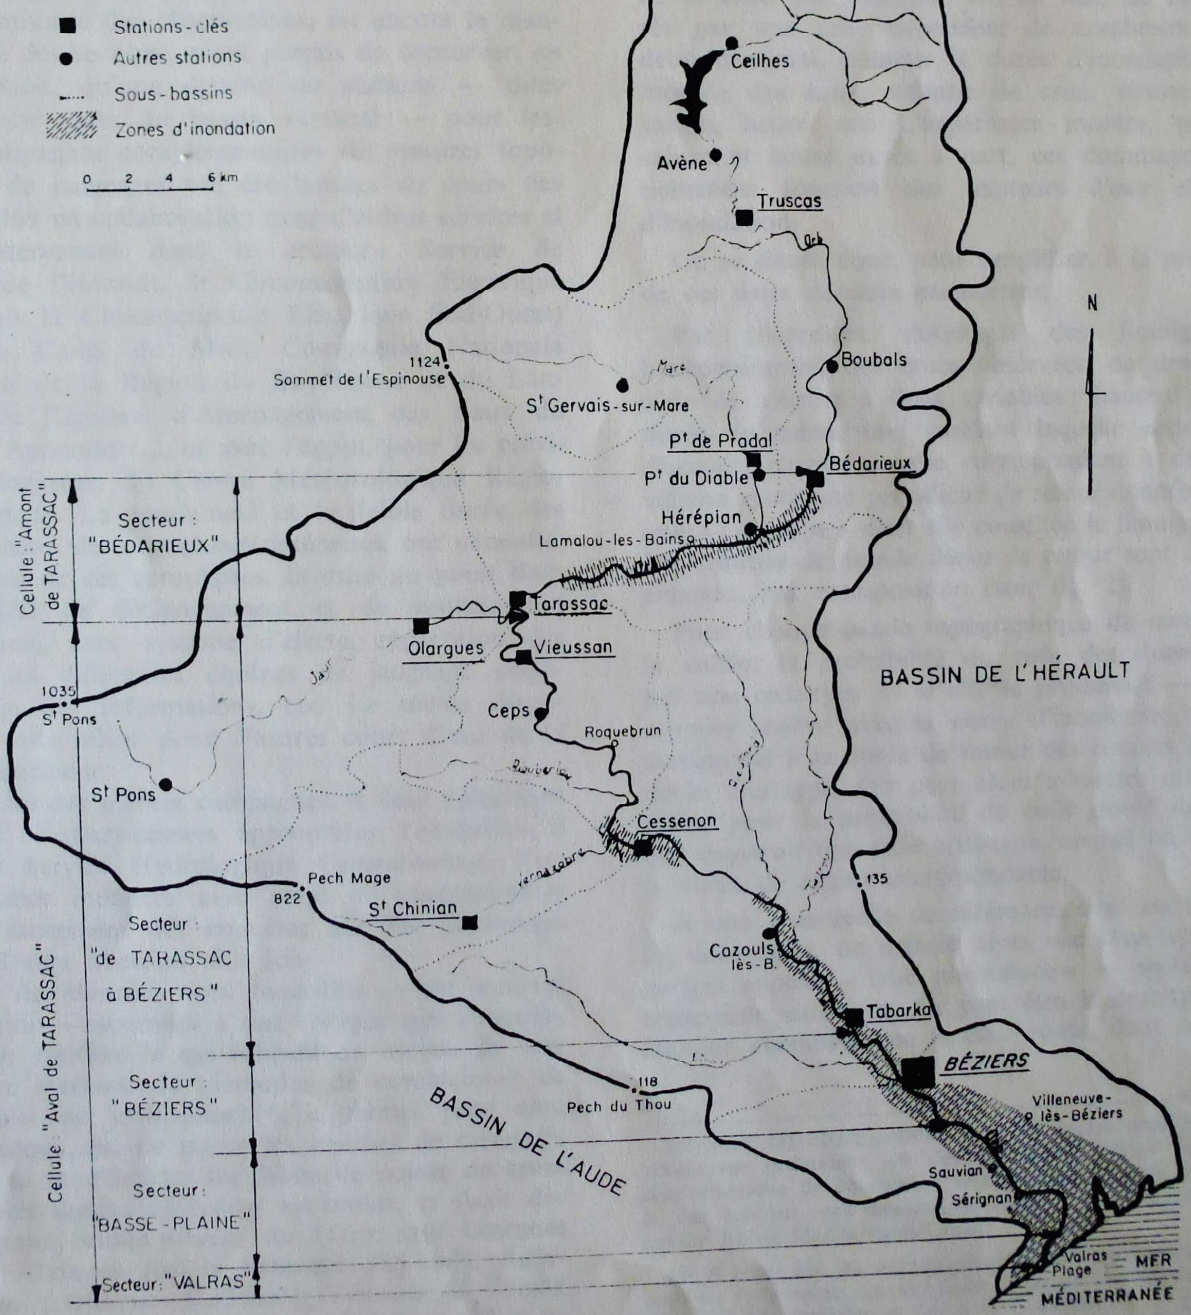 Stations-clés
Autres stations
Sous-bassins
Zones d'inondation
0 2 4 6 km
Ceilhes
Avène
Truscas
Orb
N
Boubals
1124
Sommet de l'Espinouse
Mare
St Gervais-sur-Mare
Pt de Pradal
Bédarieux
Pt du Diable
Hérépian
Lamalou-les-Bains
Cellule: Amont
de TARASSAC"
Secteur :
"BÉDARIEUX"
Tarassac
Olargues
Vieussan
BASSIN DE L'HÉRAULT
1035
St Pons
Ja
Ceps
Roquebrun
St Pons
Cessenon
Vernazobre
Pech Mage
822
135
St Chinian
Secteur
"de TARASSAC
à BÉZIERS"
Cazouls
lès-B.
Tabarka
BÉZIERS
Cellule: "Aval de TARASSAC"
118
Pech du Thou
Secteur:
"BÉZIERS"
BASSIN DE L'AUDE
Villeneuve-
lès-Béziers
Sauvian
Sérignan
Secteur:
"BASSE-PLAINE"
Valras
Plage
MER
MÉDITERRANÉE
Secteur: "VALRAS"